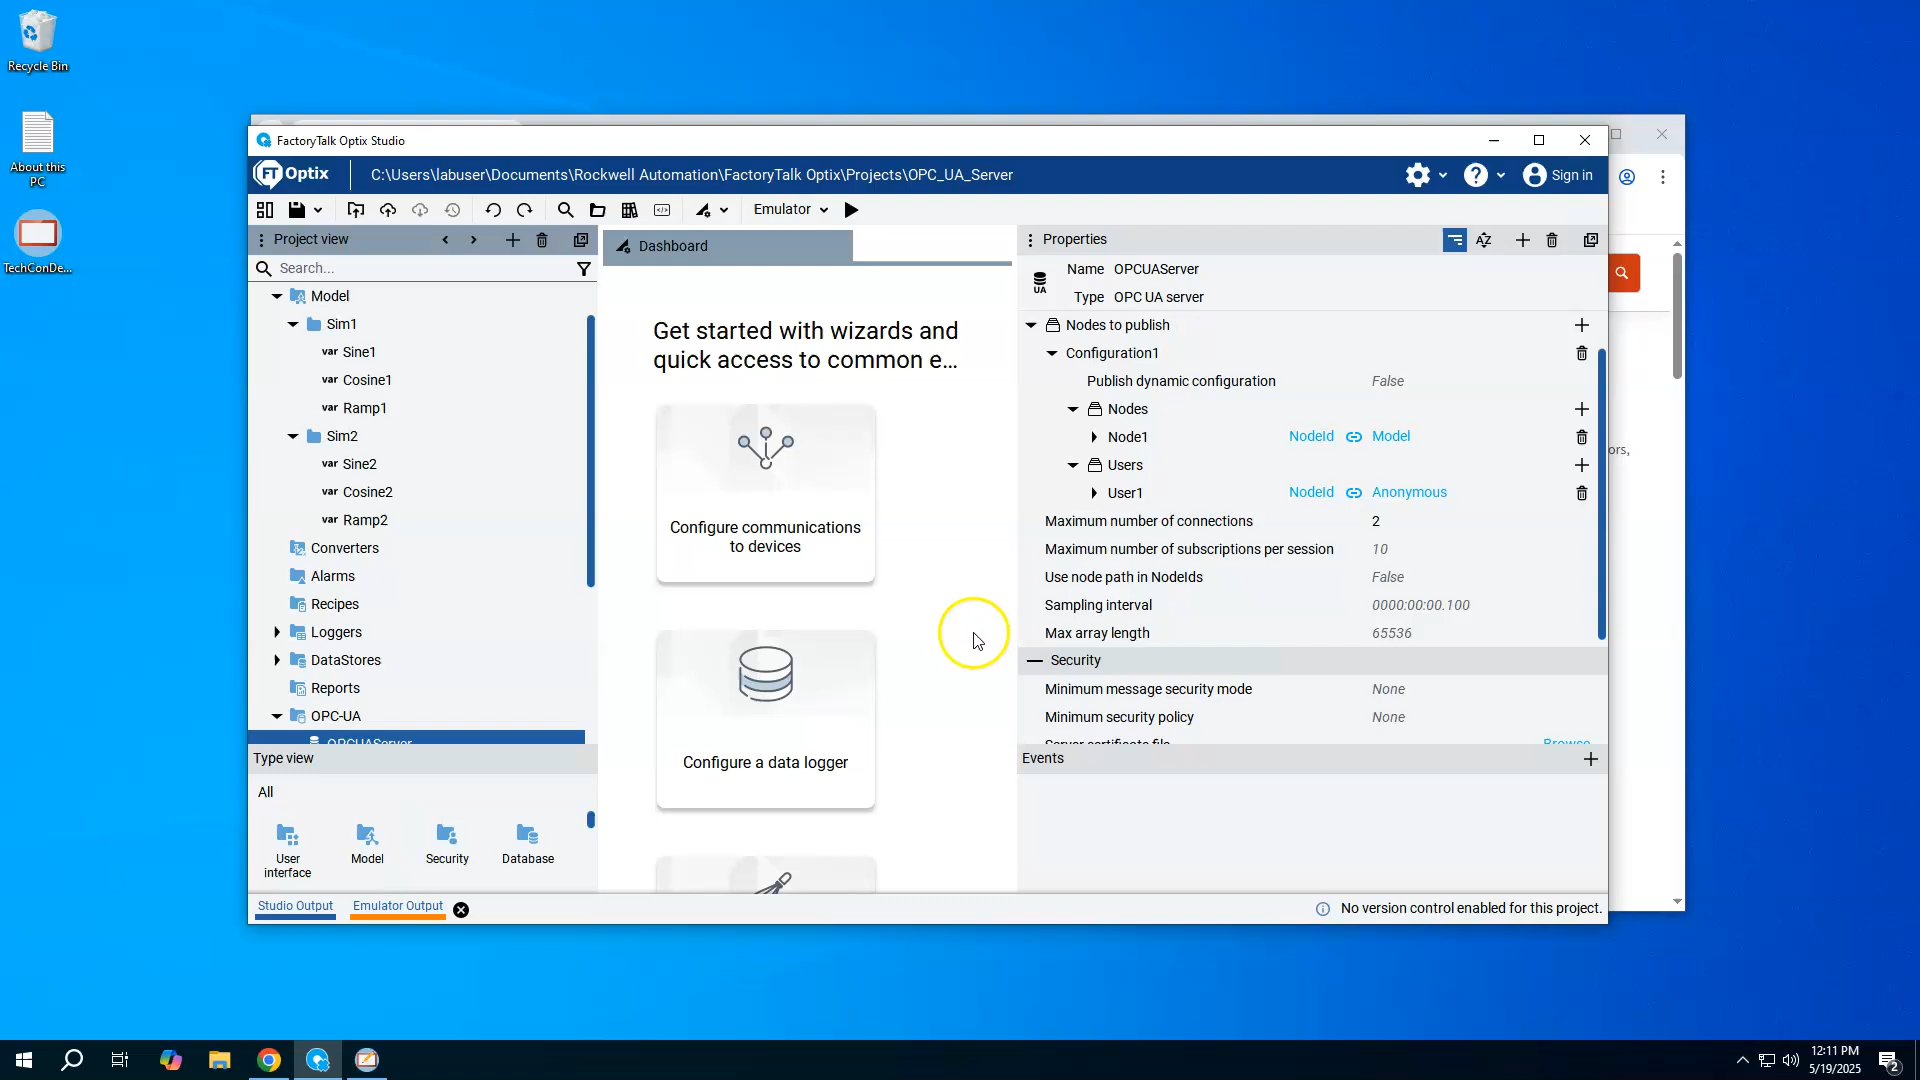 Recycle Bin
About this
PC
TechConDe...
FactoryTalk Optix Studio
FT Optix
C:\Users\labuser\Documents\Rockwell Automation\FactoryTalk Optix\Projects\OPC_UA_Server
Sign in
Emulator
Project view
Search...
Model
Sim1
var Sine1
var Cosine1
var Ramp1
Sim2
var Sine2
var Cosine2
var Ramp2
Converters
Alarms
Recipes
Loggers
DataStores
Reports
OPC-UA
OPCUAServer
Type view
All
User
interface
Model
Security
Database
Dashboard
Get started with wizards and
quick access to common e...
Configure communications
to devices
Configure a data logger
Properties
UA
Name OPCUAServer
Type OPC UA server
Nodes to publish
Configuration1
Publish dynamic configuration False
Nodes
Node1 NodeId Model
Users
User1 NodeId Anonymous
Maximum number of connections 2
Maximum number of subscriptions per session 10
Use node path in NodeIds False
Sampling interval 0000:00:00.100
Max array length 65536
Security
Minimum message security mode None
Minimum security policy None
Server certificate file Browse
Events
Studio Output
Emulator Output
No version control enabled for this project.
ors,
12:11 PM
5/19/2025
2